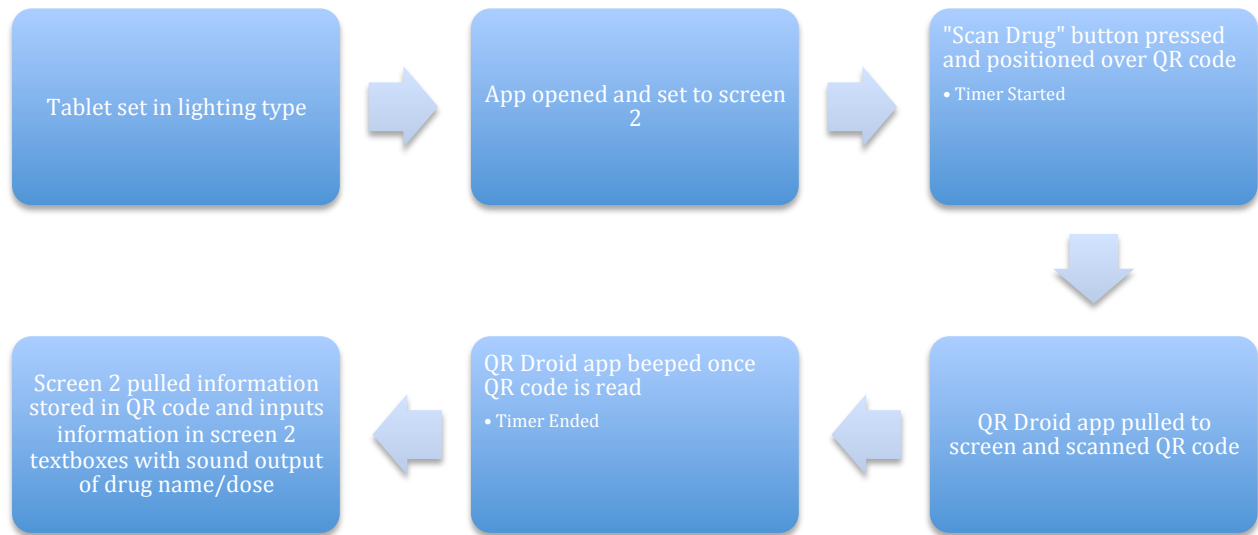 Tablet set in lighting type
App opened and set to screen
2
"Scan Drug" button pressed
and positioned over QR code
• Timer Started
QR Droid app pulled to
screen and scanned QR code
QR Droid app beeped once
QR code is read
• Timer Ended
Screen 2 pulled information
stored in QR code and inputs
information in screen 2
textboxes with sound output
of drug name/dose